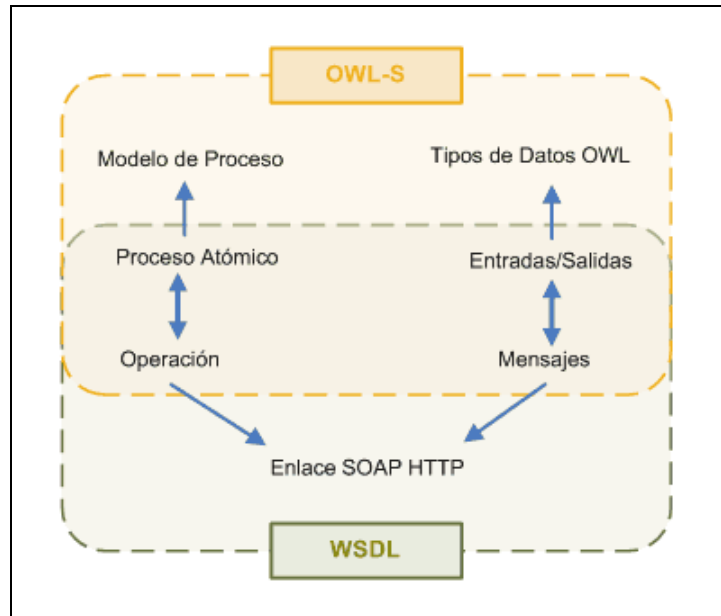 OWL-S
Modelo de Proceso
Tipos de Datos OWL
Proceso Atómico
Entradas/Salidas
Operación
Mensajes
Enlace SOAP HTTP
WSDL